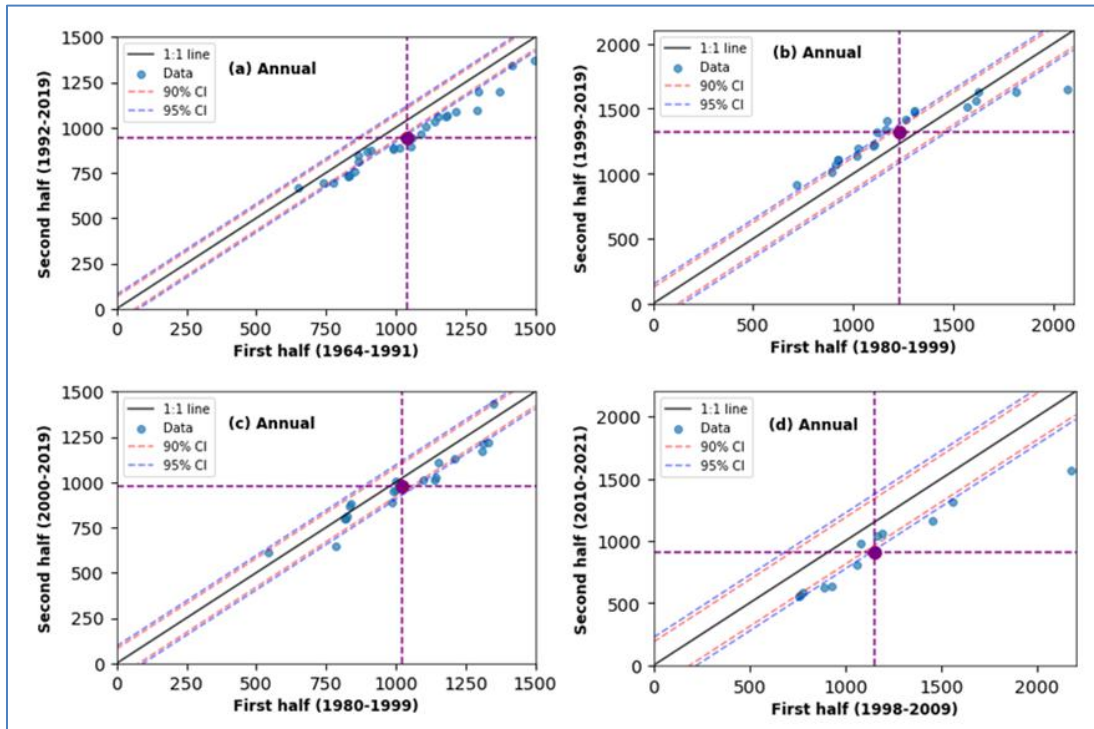 (a) Annual
1:1 line
Data
90% CI
95% CI
1500
1250
1000
750
500
250
0
0 250 500 750 1000 1250 1500
Second half (1992-2019)
First half (1964-1991)
(b) Annual
1:1 line
Data
90% CI
95% CI
2000
1500
1000
500
0
0 500 1000 1500 2000
Second half (1999-2019)
First half (1980-1999)
(c) Annual
1:1 line
Data
90% CI
95% CI
1500
1250
1000
750
500
250
0
0 250 500 750 1000 1250 1500
Second half (2000-2019)
First half (1980-1999)
(d) Annual
1:1 line
Data
90% CI
95% CI
2000
1500
1000
500
0
0 500 1000 1500 2000
Second half (2010-2021)
First half (1998-2009)